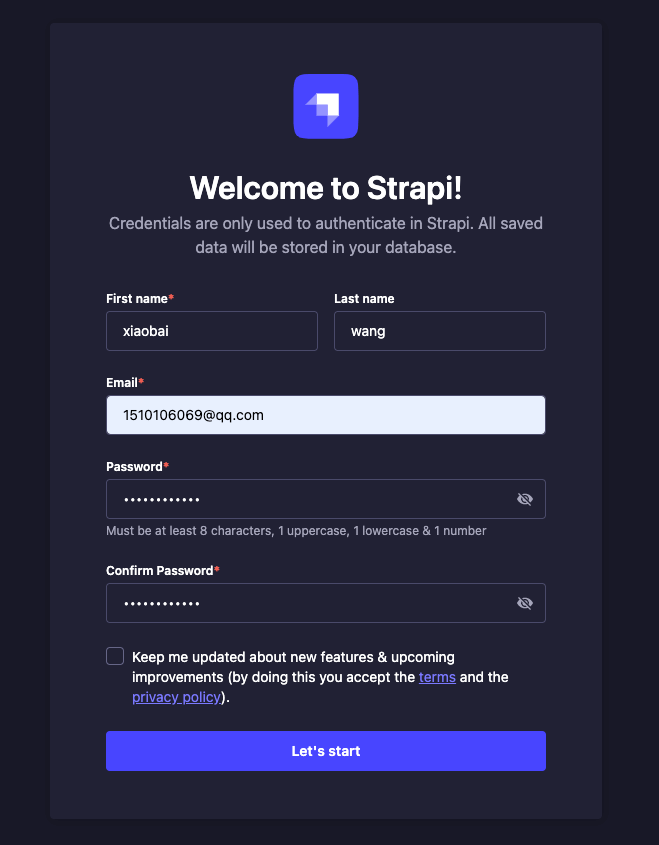 Welcome to Strapi!
Credentials are only used to authenticate in Strapi. All saved
data will be stored in your database.
First name* Last name
xiaobai wang
Email*
1510106069@qq.com
Password*
••••••••••••
Must be at least 8 characters, 1 uppercase, 1 lowercase & 1 number
Confirm Password*
••••••••••••
Keep me updated about new features & upcoming
improvements (by doing this you accept the terms and the
privacy policy).
Let's start